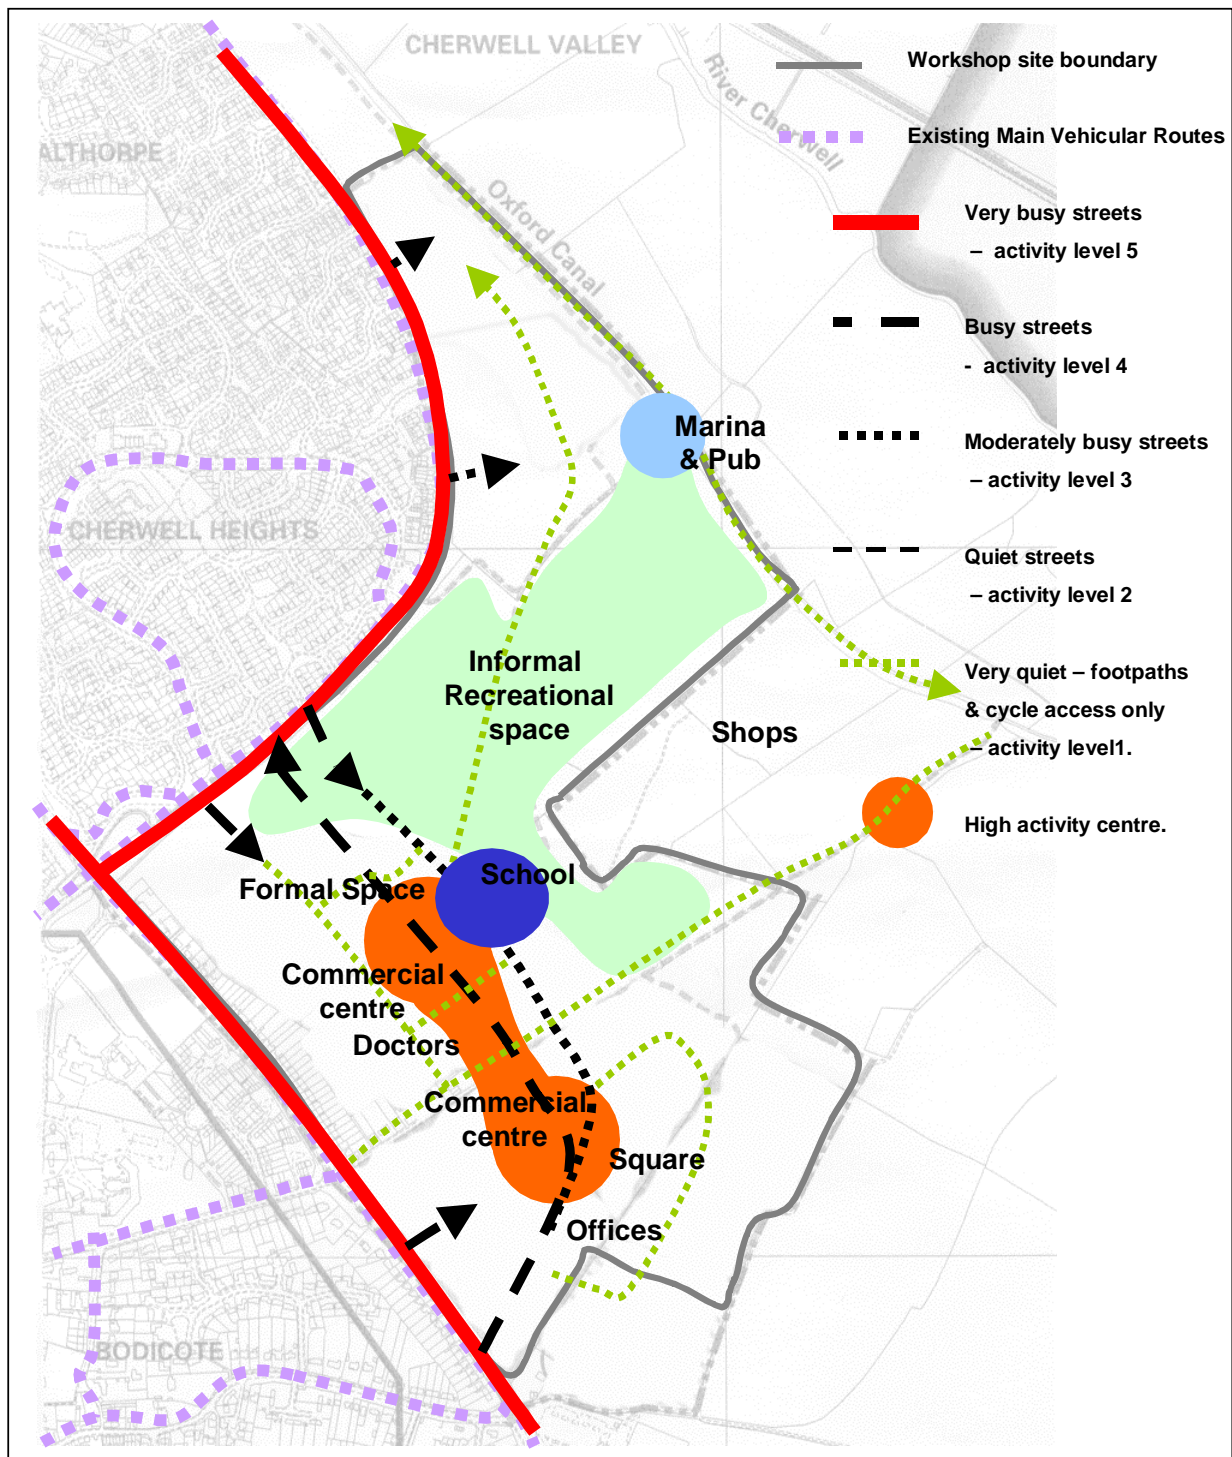 CHERWELL VALLEY
River Cherwell
Workshop site boundary
Existing Main Vehicular Routes
ALTHORPE
Oxford Canal
Very busy streets
– activity level 5
Busy streets
- activity level 4
Marina
& Pub
Moderately busy streets
– activity level 3
CHERWELL HEIGHTS
Quiet streets
– activity level 2
Informal
Recreational
space
Shops
Very quiet – footpaths
& cycle access only
– activity level1.
High activity centre.
School
Formal Space
Commercial
centre
Doctors
Commercial
centre
Square
Offices
BODICOTE